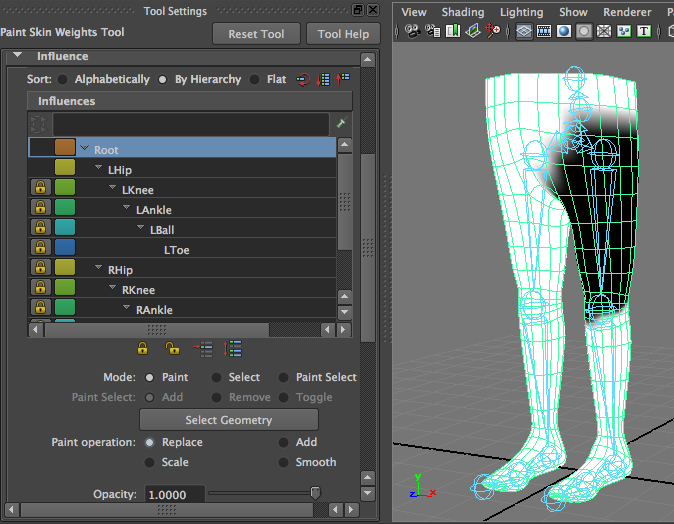 Tool Settings
View Shading Lighting Show Renderer P
Paint Skin Weights Tool Reset Tool Tool Help
Influence
Sort: Alphabetically By Hierarchy Flat
Influences
Root
LHip
LKnee
LAnkle
LBall
LToe
RHip
RKnee
RAnkle
Mode: Paint Select Paint Select
Paint Select: Add Remove Toggle
Select Geometry
Paint operation: Replace Add
Scale Smooth
Opacity: 1.0000
y
z x